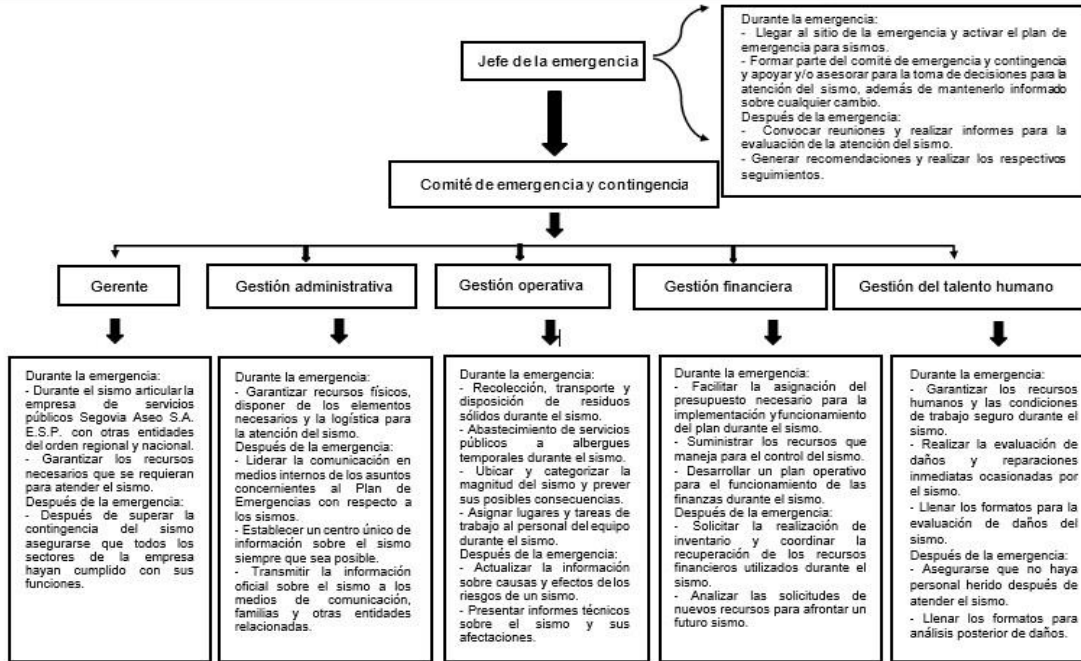 Durante la emergencia:
- Llegar al sitio de la emergencia y activar el plan de
emergencia para sismos.
- Formar parte del comité de emergencia y contingencia
y apoyar y/o asesorar para la toma de decisiones para la
atención del sismo, además de mantenerlo informado
sobre cualquier cambio.
Después de la emergencia:
- Convocar reuniones y realizar informes para la
evaluación de la atención del sismo.
- Generar recomendaciones y realizar los respectivos
seguimientos.
Jefe de la emergencia
Comité de emergencia y contingencia
Gerente
Gestión administrativa
Gestión operativa
Gestión financiera
Gestión del talento humano
Durante la emergencia:
- Durante el sismo articular la
empresa de servicios
públicos Segovia Aseo S.A.
E.S.P. con otras entidades
del orden regional y nacional.
- Garantizar los recursos
necesarios que se requieran
para atender el sismo.
Después de la emergencia:
- Después de superar la
contingencia del sismo
asegurarse que todos los
sectores de la empresa
hayan cumplido con sus
funciones.
Durante la emergencia:
- Garantizar recursos físicos,
disponer de los elementos
necesarios y la logística para
la atención del sismo.
Después de la emergencia:
- Liderar la comunicación en
medios internos de los asuntos
concernientes al Plan de
Emergencias con respecto a
los sismos.
- Establecer un centro único de
información sobre el sismo
siempre que sea posible.
- Transmitir la información
oficial sobre el sismo a los
medios de comunicación,
familias y otras entidades
relacionadas.
Durante la emergencia:
- Recolección, transporte y
disposición de residuos
sólidos durante el sismo.
- Abastecimiento de servicios
públicos a albergues
temporales durante el sismo.
- Ubicar y categorizar la
magnitud del sismo y prever
sus posibles consecuencias.
- Asignar lugares y tareas de
trabajo al personal del equipo
durante el sismo.
Después de la emergencia:
- Actualizar la información
sobre causas y efectos de los
riesgos de un sismo.
- Presentar informes técnicos
sobre el sismo y sus
afectaciones.
Durante la emergencia:
- Facilitar la asignación del
presupuesto necesario para la
implementación y funcionamiento
del plan durante el sismo.
- Suministrar los recursos que
maneja para el control del sismo.
- Desarrollar un plan operativo
para el funcionamiento de las
finanzas durante el sismo.
Después de la emergencia:
- Solicitar la realización de
inventario y coordinar la
recuperación de los recursos
financieros utilizados durante el
sismo.
- Analizar las solicitudes de
nuevos recursos para afrontar un
futuro sismo.
Durante la emergencia:
- Garantizar los recursos
humanos y las condiciones
de trabajo seguro durante el
sismo.
- Realizar la evaluación de
daños y reparaciones
inmediatas ocasionadas por
el sismo.
- Llenar los formatos para la
evaluación de daños del
sismo.
Después de la emergencia:
- Asegurarse que no haya
personal herido después de
atender el sismo.
- Llenar los formatos para
análisis posterior de daños.